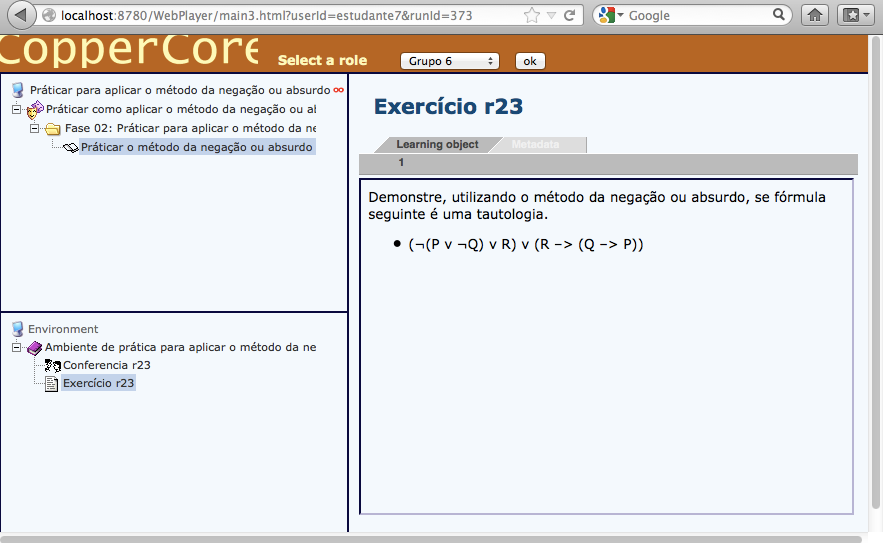 localhost:8780/WebPlayer/main3.html?userId=estudante7&runId=373
Google
CopperCore
Select a role
Grupo 6
ok
Práticar para aplicar o método da negação ou absurdo
Práticar como aplicar o método da negação ou al
Fase 02: Práticar para aplicar o método da ne
Práticar o método da negação ou absurdo
Environment
Ambiente de prática para aplicar o método da ne
Conferencia r23
Exercício r23
Exercício r23
Learning object
Metadata
1
Demonstre, utilizando o método da negação ou absurdo, se fórmula
seguinte é uma tautologia.
• (¬(P v ¬Q) v R) v (R −> (Q −> P))